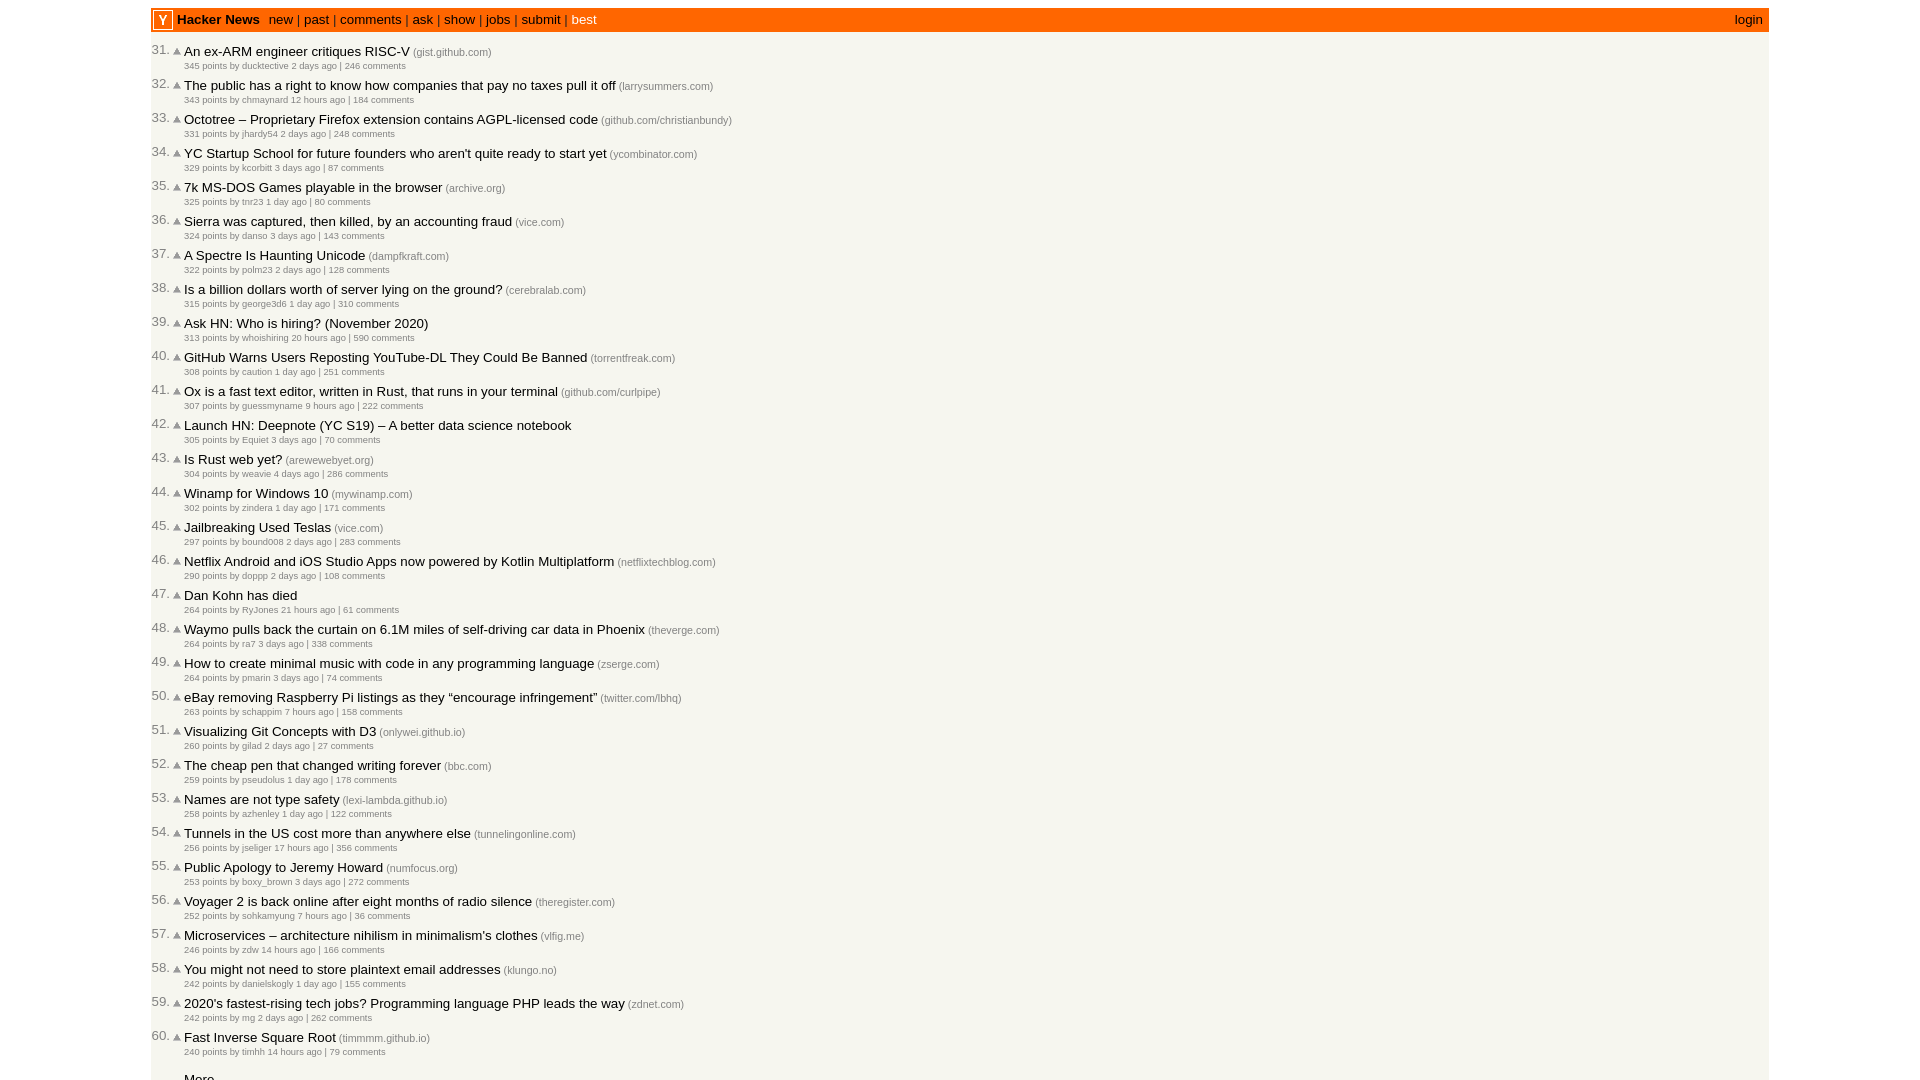 Y Hacker News new | past | comments | ask | show | jobs | submit | best login
31. An ex-ARM engineer critiques RISC-V (gist.github.com)
345 points by ducktective 2 days ago | 246 comments
32. The public has a right to know how companies that pay no taxes pull it off (larrysummers.com)
343 points by chmaynard 12 hours ago | 184 comments
33. Octotree – Proprietary Firefox extension contains AGPL-licensed code (github.com/christianbundy)
331 points by jhardy54 2 days ago | 248 comments
34. YC Startup School for future founders who aren't quite ready to start yet (ycombinator.com)
329 points by kcorbitt 3 days ago | 87 comments
35. 7k MS-DOS Games playable in the browser (archive.org)
325 points by tnr23 1 day ago | 80 comments
36. Sierra was captured, then killed, by an accounting fraud (vice.com)
324 points by danso 3 days ago | 143 comments
37. A Spectre Is Haunting Unicode (dampfkraft.com)
322 points by polm23 2 days ago | 128 comments
38. Is a billion dollars worth of server lying on the ground? (cerebralab.com)
315 points by george3d6 1 day ago | 310 comments
39. Ask HN: Who is hiring? (November 2020)
313 points by whoishiring 20 hours ago | 590 comments
40. GitHub Warns Users Reposting YouTube-DL They Could Be Banned (torrentfreak.com)
308 points by caution 1 day ago | 251 comments
41. Ox is a fast text editor, written in Rust, that runs in your terminal (github.com/curlpipe)
307 points by guessmyname 9 hours ago | 222 comments
42. Launch HN: Deepnote (YC S19) – A better data science notebook
305 points by Equiet 3 days ago | 70 comments
43. Is Rust web yet? (arewewebyet.org)
304 points by weavie 4 days ago | 286 comments
44. Winamp for Windows 10 (mywinamp.com)
302 points by zindera 1 day ago | 171 comments
45. Jailbreaking Used Teslas (vice.com)
297 points by bound008 2 days ago | 283 comments
46. Netflix Android and iOS Studio Apps now powered by Kotlin Multiplatform (netflixtechblog.com)
290 points by doppp 2 days ago | 108 comments
47. Dan Kohn has died
264 points by RyJones 21 hours ago | 61 comments
48. Waymo pulls back the curtain on 6.1M miles of self-driving car data in Phoenix (theverge.com)
264 points by ra7 3 days ago | 338 comments
49. How to create minimal music with code in any programming language (zserge.com)
264 points by pmarin 3 days ago | 74 comments
50. eBay removing Raspberry Pi listings as they “encourage infringement” (twitter.com/lbhq)
263 points by schappim 7 hours ago | 158 comments
51. Visualizing Git Concepts with D3 (onlywei.github.io)
260 points by gilad 2 days ago | 27 comments
52. The cheap pen that changed writing forever (bbc.com)
259 points by pseudolus 1 day ago | 178 comments
53. Names are not type safety (lexi-lambda.github.io)
258 points by azhenley 1 day ago | 122 comments
54. Tunnels in the US cost more than anywhere else (tunnelingonline.com)
256 points by jseliger 17 hours ago | 356 comments
55. Public Apology to Jeremy Howard (numfocus.org)
253 points by boxy_brown 3 days ago | 272 comments
56. Voyager 2 is back online after eight months of radio silence (theregister.com)
252 points by sohkamyung 7 hours ago | 36 comments
57. Microservices – architecture nihilism in minimalism's clothes (vlfig.me)
246 points by zdw 14 hours ago | 166 comments
58. You might not need to store plaintext email addresses (klungo.no)
242 points by danielskogly 1 day ago | 155 comments
59. 2020's fastest-rising tech jobs? Programming language PHP leads the way (zdnet.com)
242 points by mg 2 days ago | 262 comments
60. Fast Inverse Square Root (timmmm.github.io)
240 points by timhh 14 hours ago | 79 comments
More